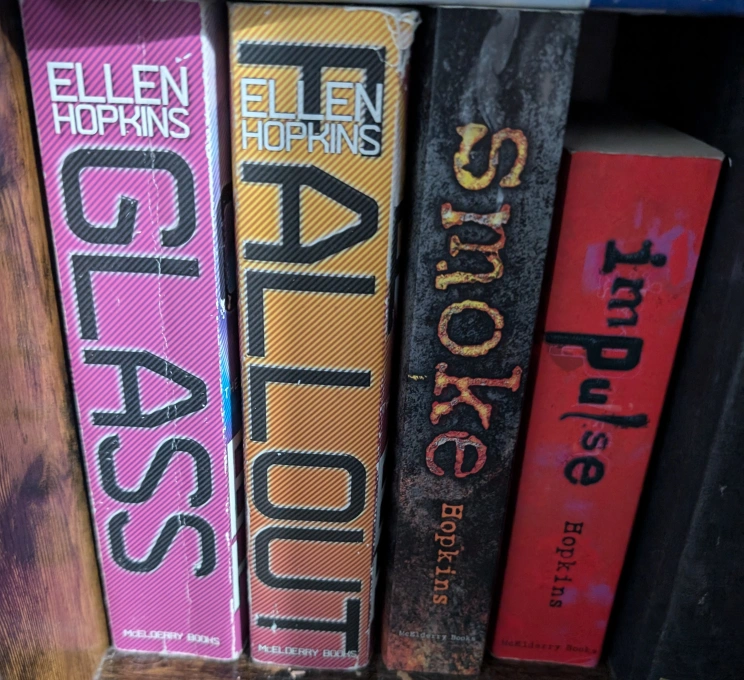 ELLEN
HOPKINS
GLASS
McELDERRY BOOKS
ELLEN
HOPKINS
FALLOUT
McELDERRY BOOKS
smoke
Hopkins
McElderry Books
impulse
Hopkins
McElderry Books